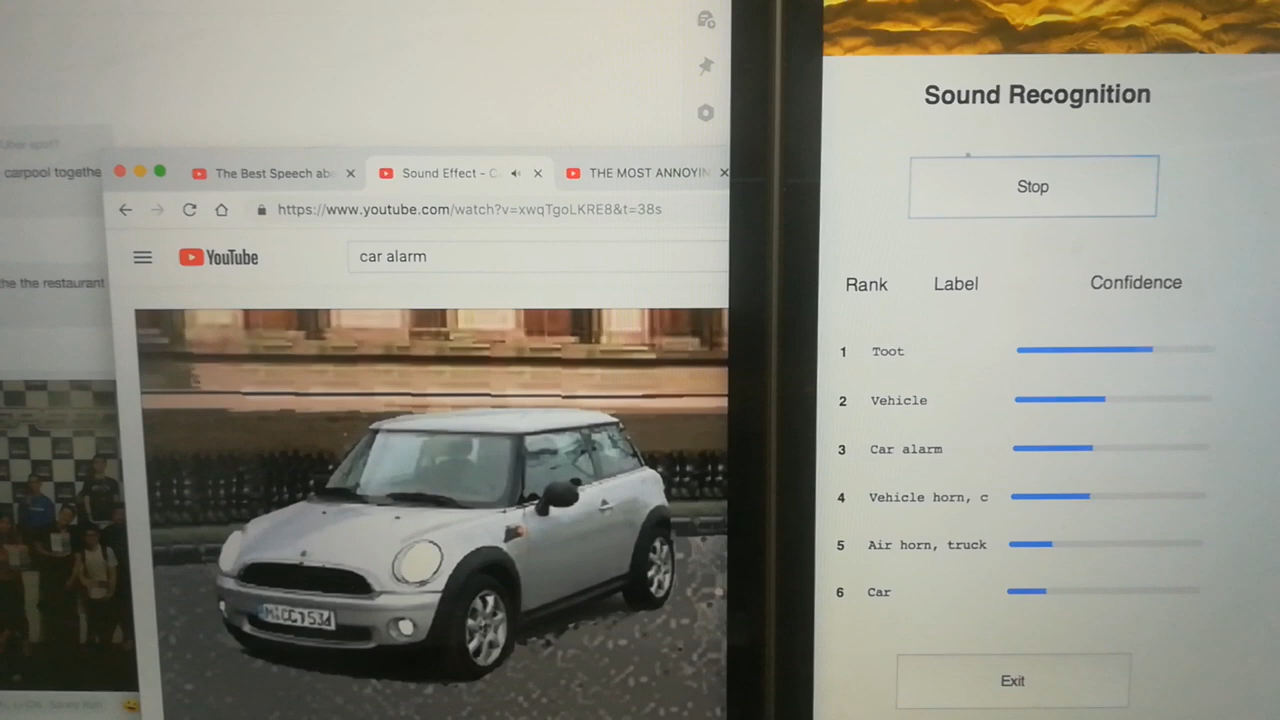 carpool togethe
the the restaurant
The Best Speech ab
Sound Effect - C
THE MOST ANNOYIN
https://www.youtube.com/watch?v=xwqTgoLKRE8&t=38s
YouTube
car alarm
Sound Recognition
Stop
Rank Label Confidence
1 Toot
2 Vehicle
3 Car alarm
4 Vehicle horn, c
5 Air horn, truck
6 Car
Exit